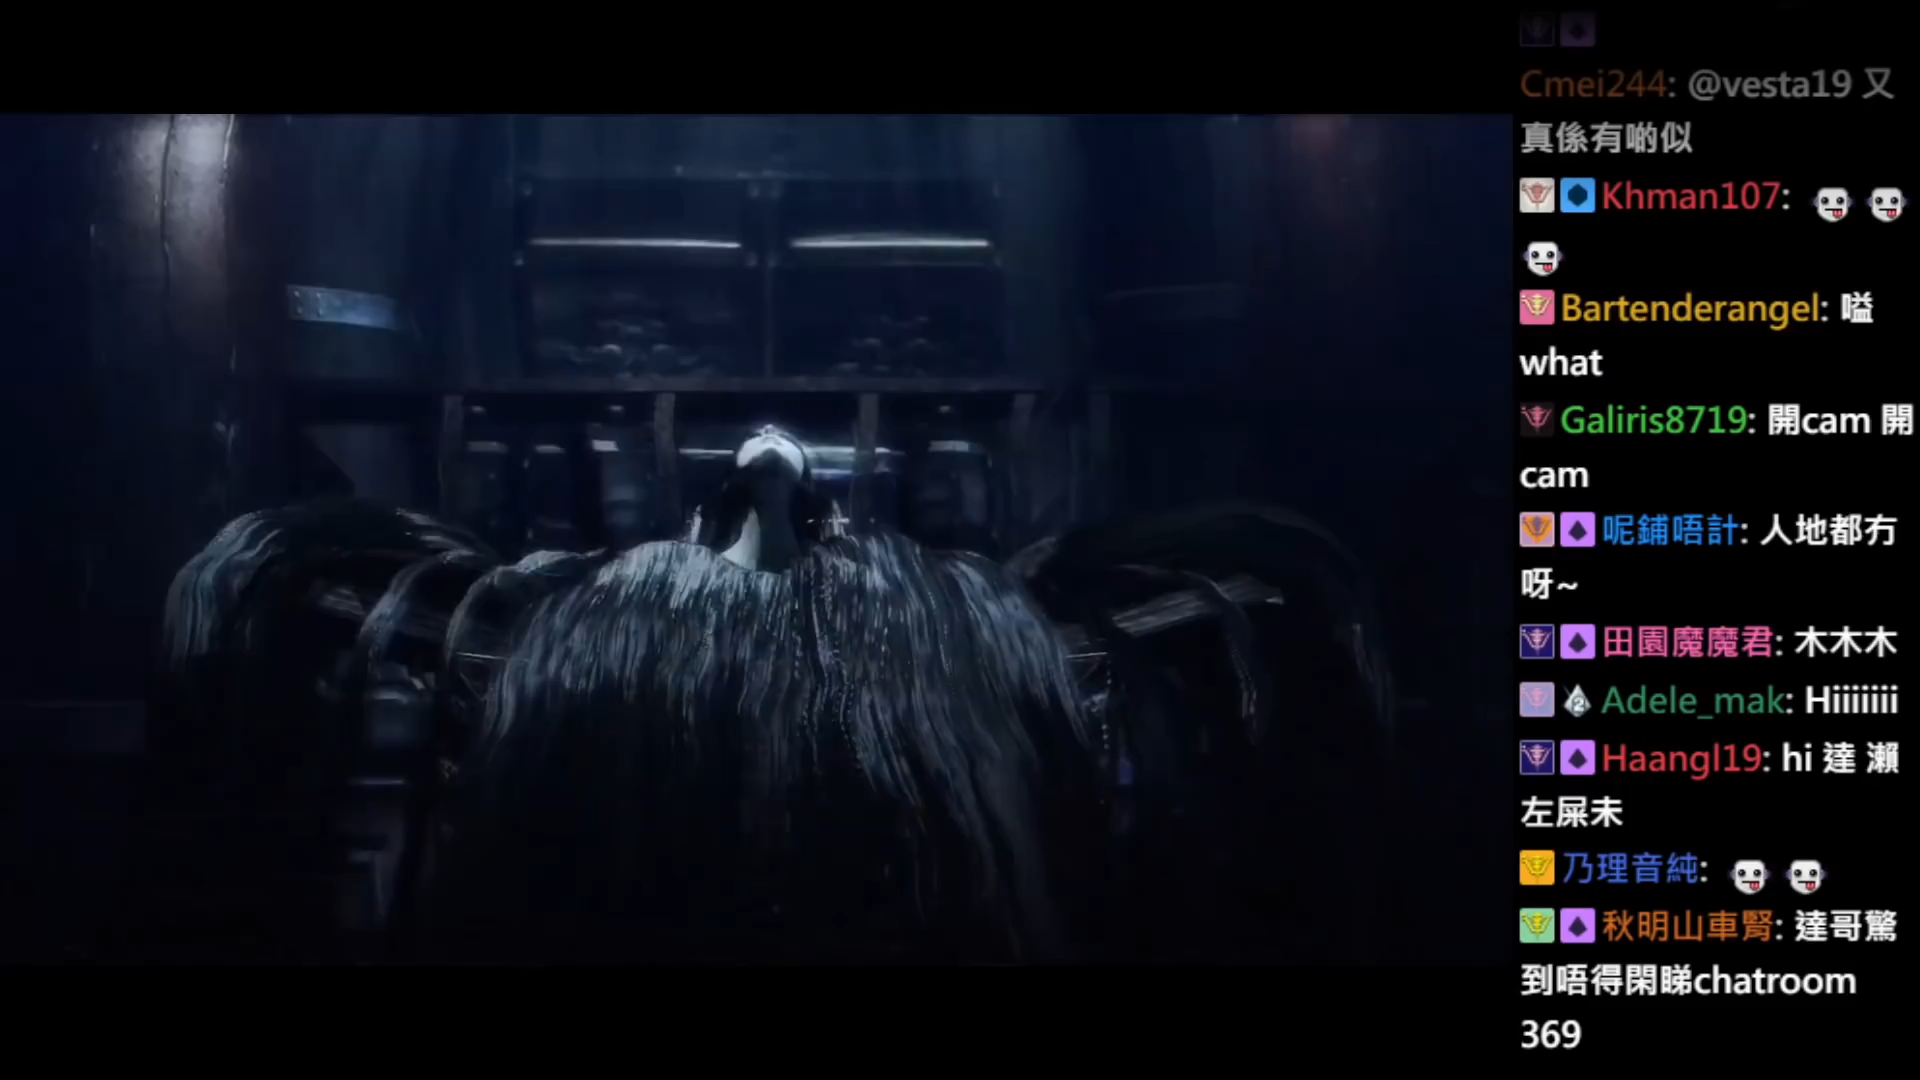 Cmei244: @vesta19 又
真係有啲似
Khman107:
Bartenderangel: 嗌
what
Galiris8719: 開cam 開
cam
呢鋪唔計: 人地都冇
呀~
田園魔魔君: 木木木
Adele_mak: Hiiiiiii
Haangl19: hi 達 瀨
左屎未
乃理音純:
秋明山車腎: 達哥驚
到唔得閑睇chatroom
369